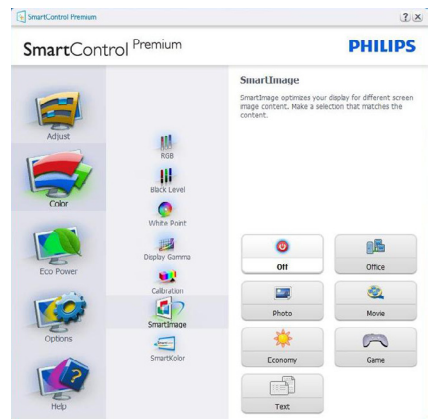 SmartControl Premium
SmartControl Premium
PHILIPS
Adjust
Color
Eco Power
Options
Help
RGB
Black Level
White Point
Display Gamma
Calibration
SmartImage
SmartKolor
SmartImage
SmartImage optimizes your display for different screen
image content. Make a selection that matches the
content.
Off
Office
Photo
Movie
Economy
Game
Text